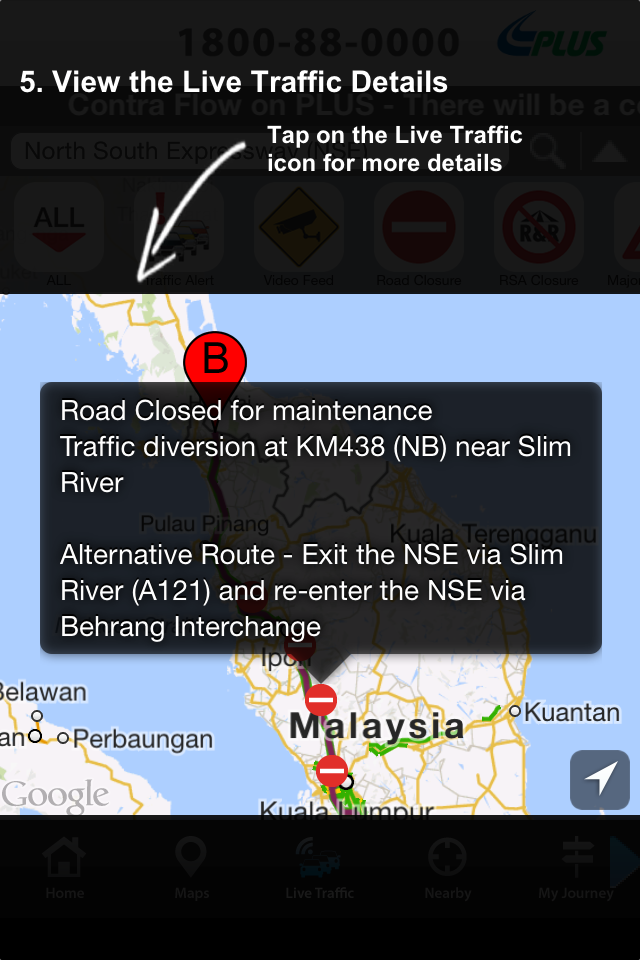 1800-88-0000
PLUS
5. View the Live Traffic Details
Contra Flow on PLUS - There will be a c
Tap on the Live Traffic
icon for more details
North South Expressway (NSE)
ALL
R&R
ALL
Traffic Alert
Video Feed
Road Closure
RSA Closure
Major
B
Road Closed for maintenance
Traffic diversion at KM438 (NB) near Slim
River
Pulau Pinang
Kuala Terengganu
Alternative Route - Exit the NSE via Slim
River (A121) and re-enter the NSE via
Behrang Interchange
Ipoh
Belawan
Kuantan
Malaysia
an
Perbaungan
Google
Kuala Lumpur
Home
Maps
Live Traffic
Nearby
My Journey